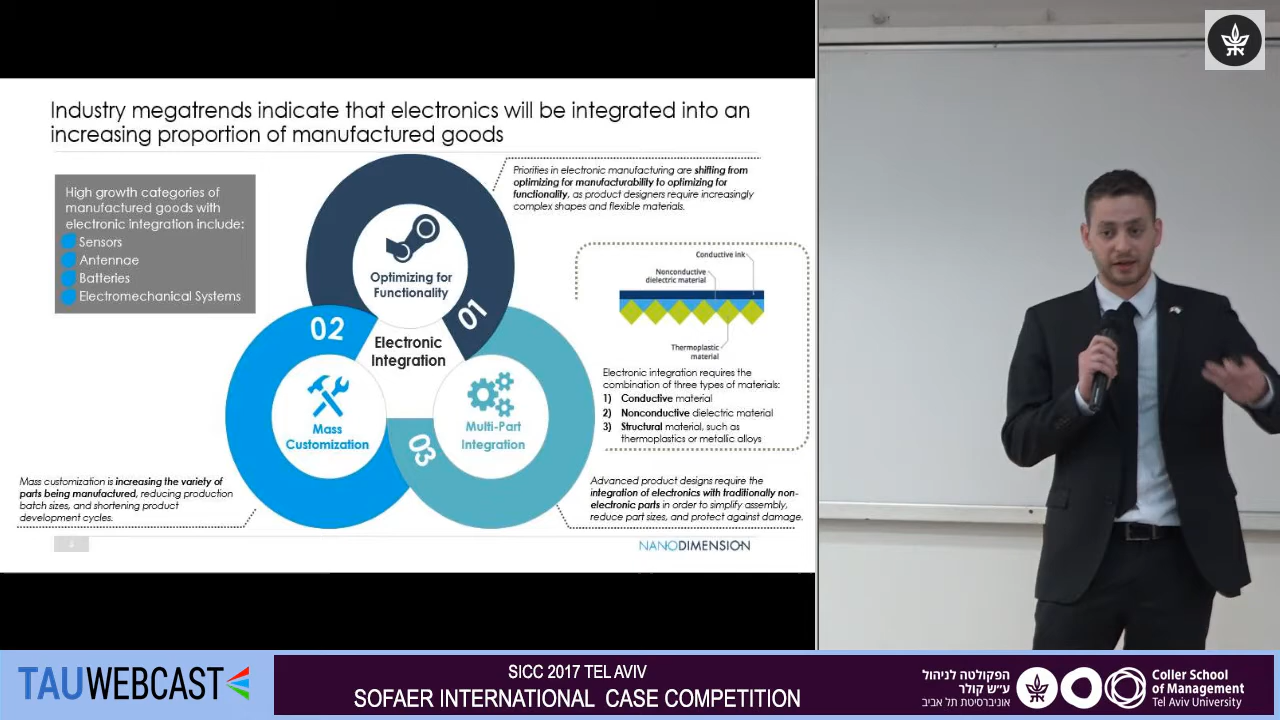 Industry megatrends indicate that electronics will be integrated into an
increasing proportion of manufactured goods
High growth categories of
manufactured goods with
electronic integration include:
Sensors
Antennae
Batteries
Electromechanical Systems
Priorities in electronic manufacturing are shifting from
optimizing for manufacturability to optimizing for
functionality, as product designers require increasingly
complex shapes and flexible materials.
Optimizing for
Functionality
01
02
Electronic
Integration
Mass
Customization
Multi-Part
Integration
03
Conductive ink
Nonconductive
dielectric material
Thermoplastic
material
Electronic integration requires the
combination of three types of materials:
1) Conductive material
2) Nonconductive dielectric material
3) Structural material, such as
thermoplastics or metallic alloys
Mass customization is increasing the variety of
parts being manufactured, reducing production
batch sizes, and shortening product
development cycles.
Advanced product designs require the
integration of electronics with traditionally non-
electronic parts in order to simplify assembly,
reduce part sizes, and protect against damage.
4
NANODIMENSION
TAUWEBCAST
SICC 2017 TEL AVIV
SOFAER INTERNATIONAL CASE COMPETITION
הפקולטה לניהול
ע״ש קולר
אוניברסיטת תל אביב
Coller School
of Management
Tel Aviv University